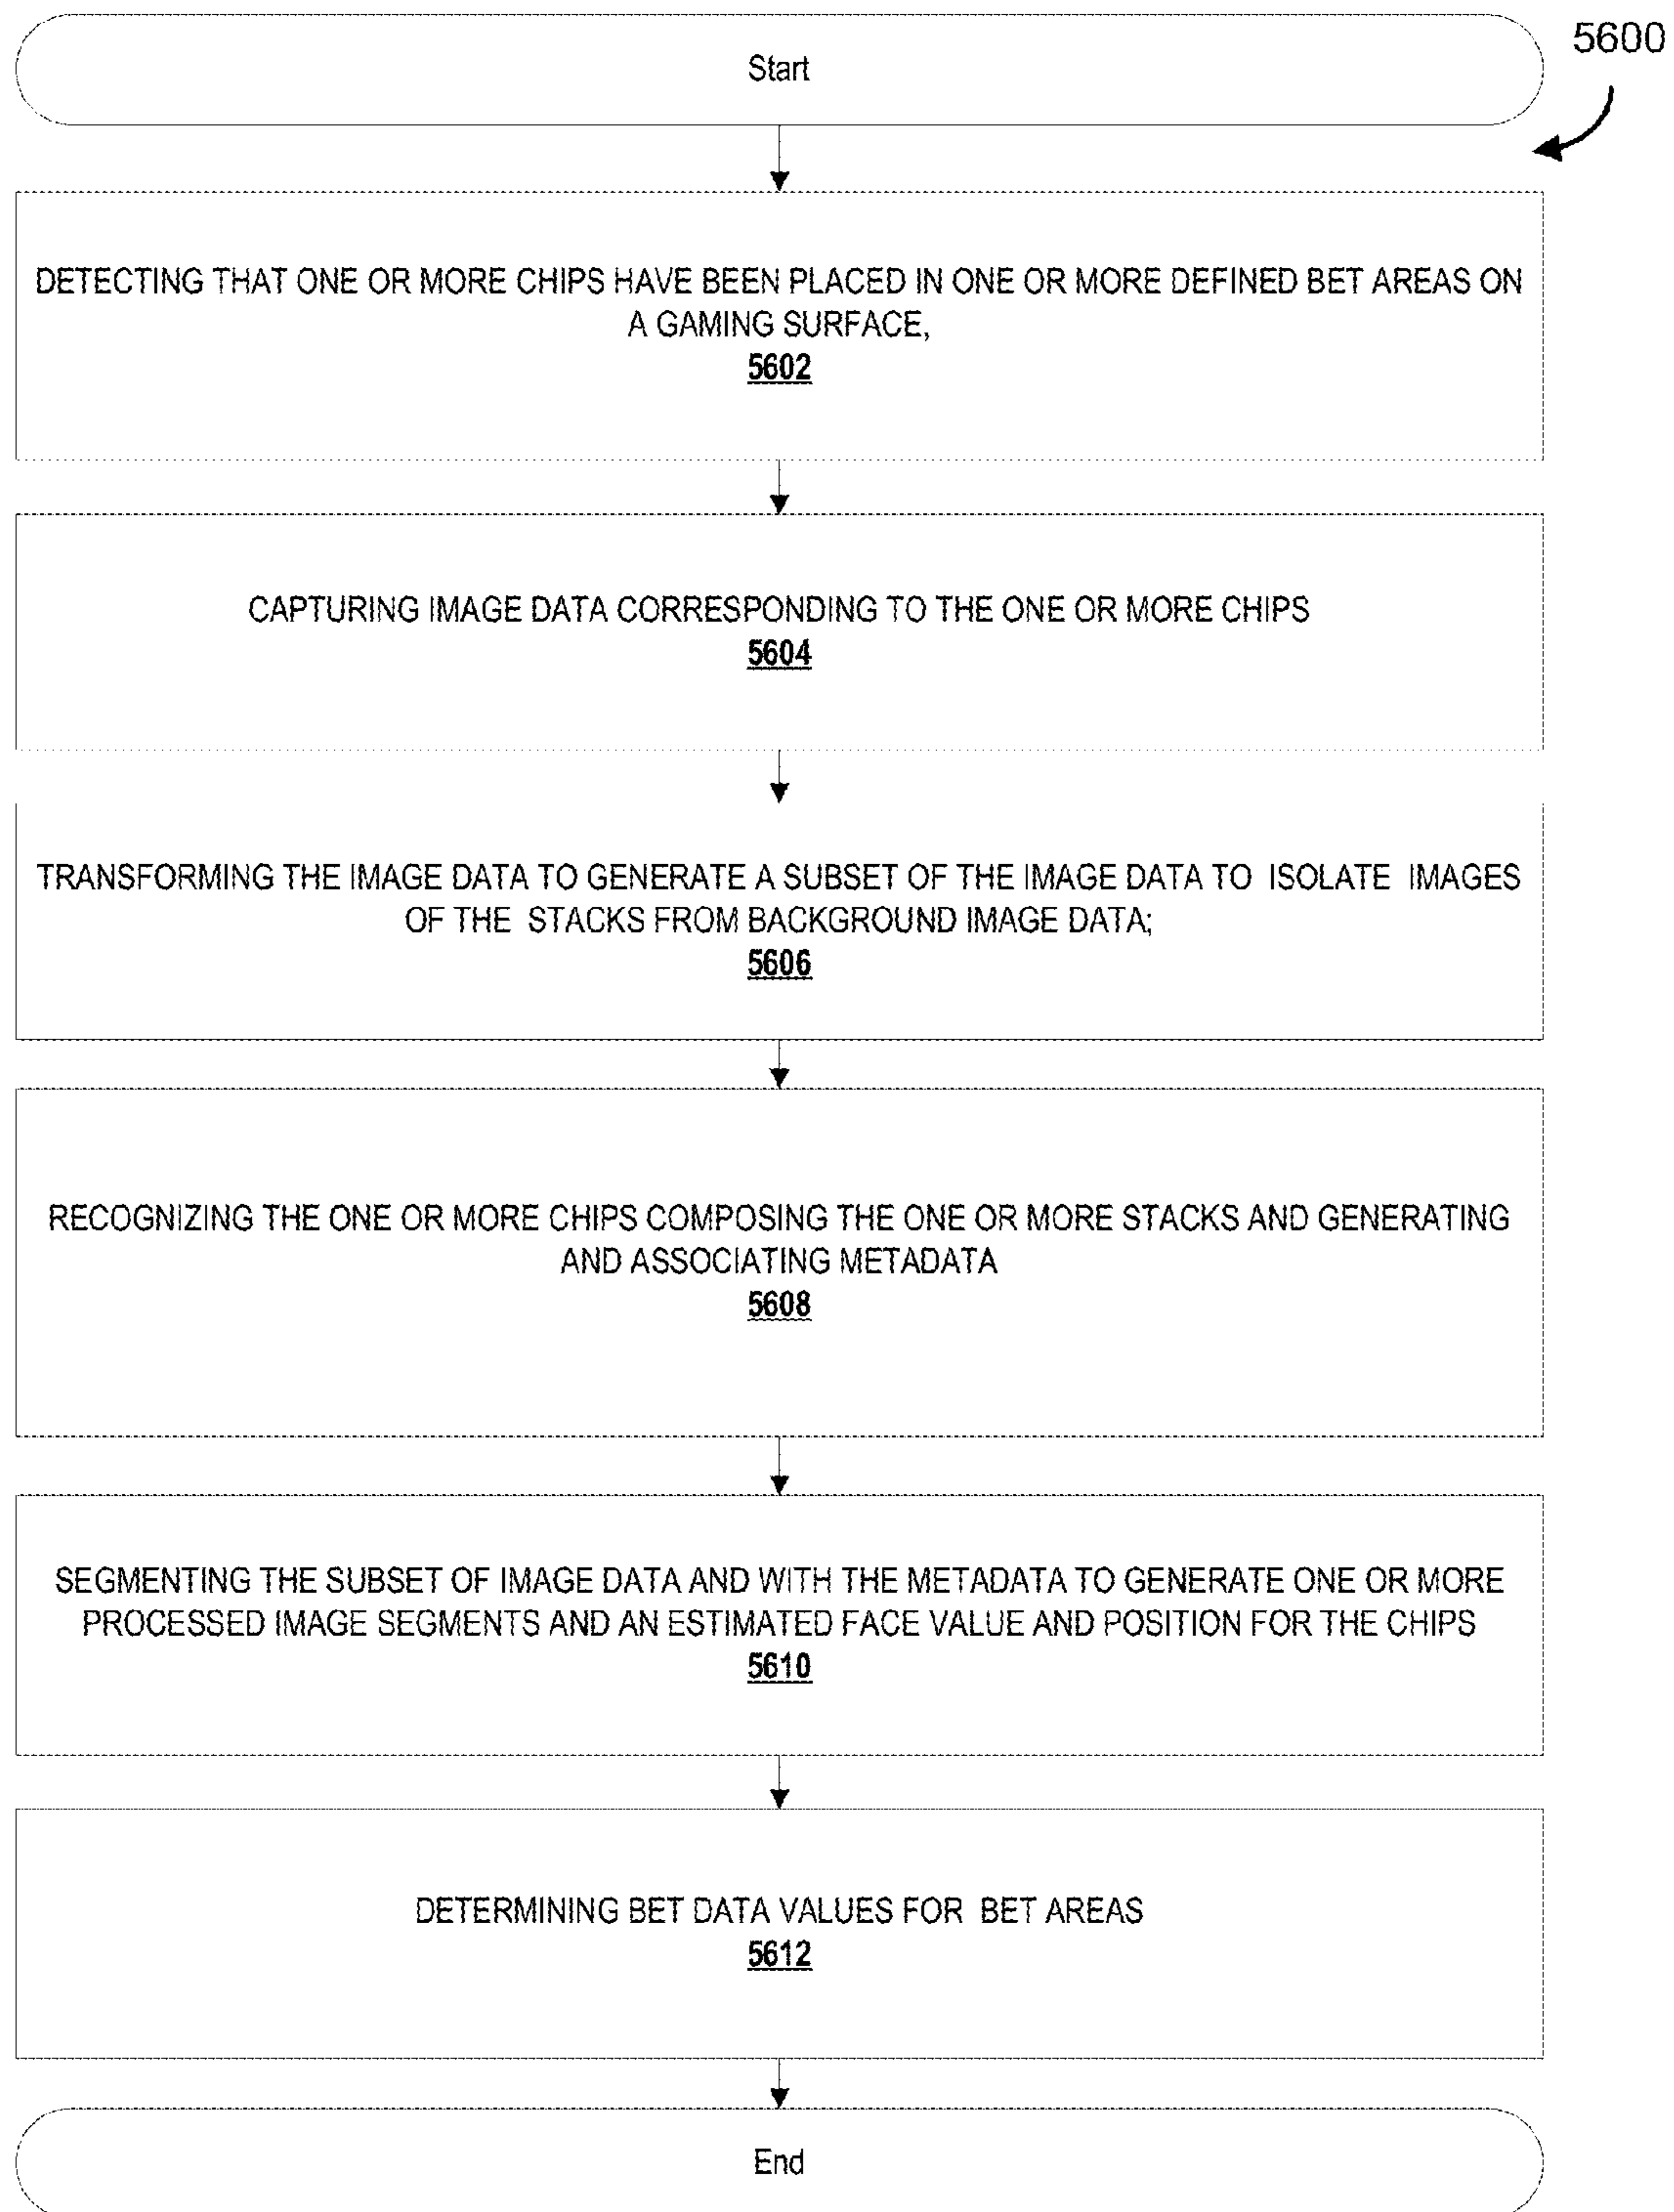 Start
5600
DETECTING THAT ONE OR MORE CHIPS HAVE BEEN PLACED IN ONE OR MORE DEFINED BET AREAS ON
A GAMING SURFACE,
5602
CAPTURING IMAGE DATA CORRESPONDING TO THE ONE OR MORE CHIPS
5604
TRANSFORMING THE IMAGE DATA TO GENERATE A SUBSET OF THE IMAGE DATA TO ISOLATE IMAGES
OF THE STACKS FROM BACKGROUND IMAGE DATA;
5606
RECOGNIZING THE ONE OR MORE CHIPS COMPOSING THE ONE OR MORE STACKS AND GENERATING
AND ASSOCIATING METADATA
5608
SEGMENTING THE SUBSET OF IMAGE DATA AND WITH THE METADATA TO GENERATE ONE OR MORE
PROCESSED IMAGE SEGMENTS AND AN ESTIMATED FACE VALUE AND POSITION FOR THE CHIPS
5610
DETERMINING BET DATA VALUES FOR BET AREAS
5612
End